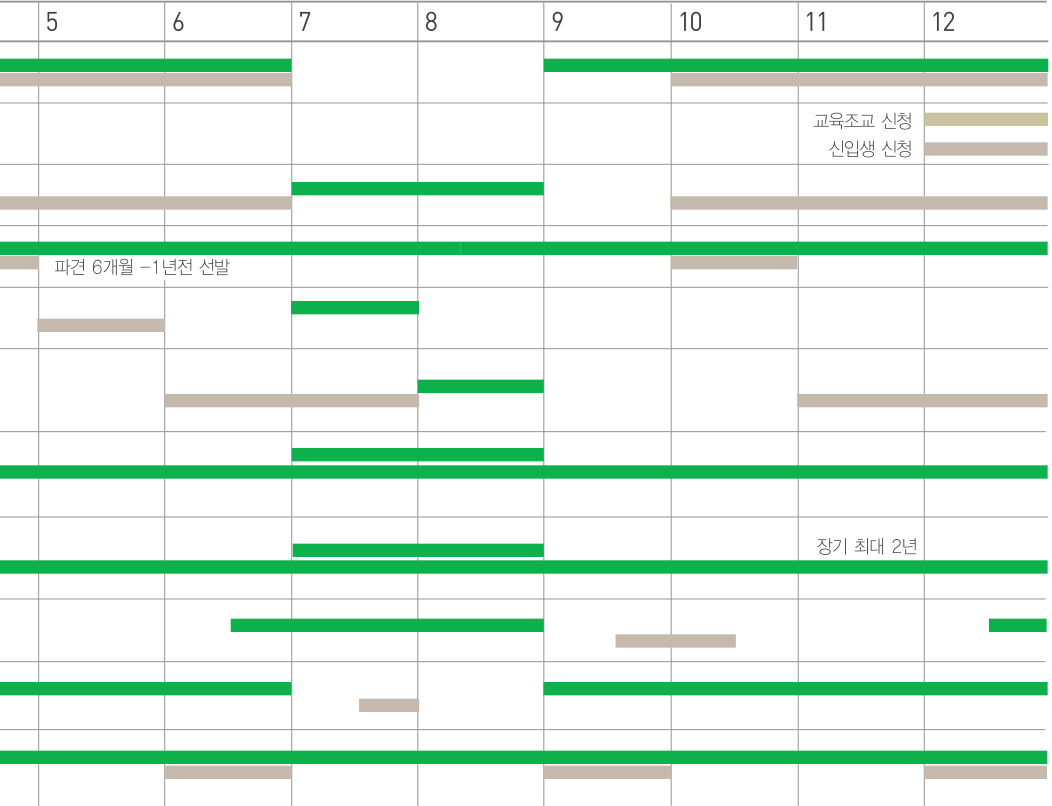 5 6 7 8 9 10 11 12
교육조교 신청
신입생 신청
파견 6개월 -1년전 선발
장기 최대 2년